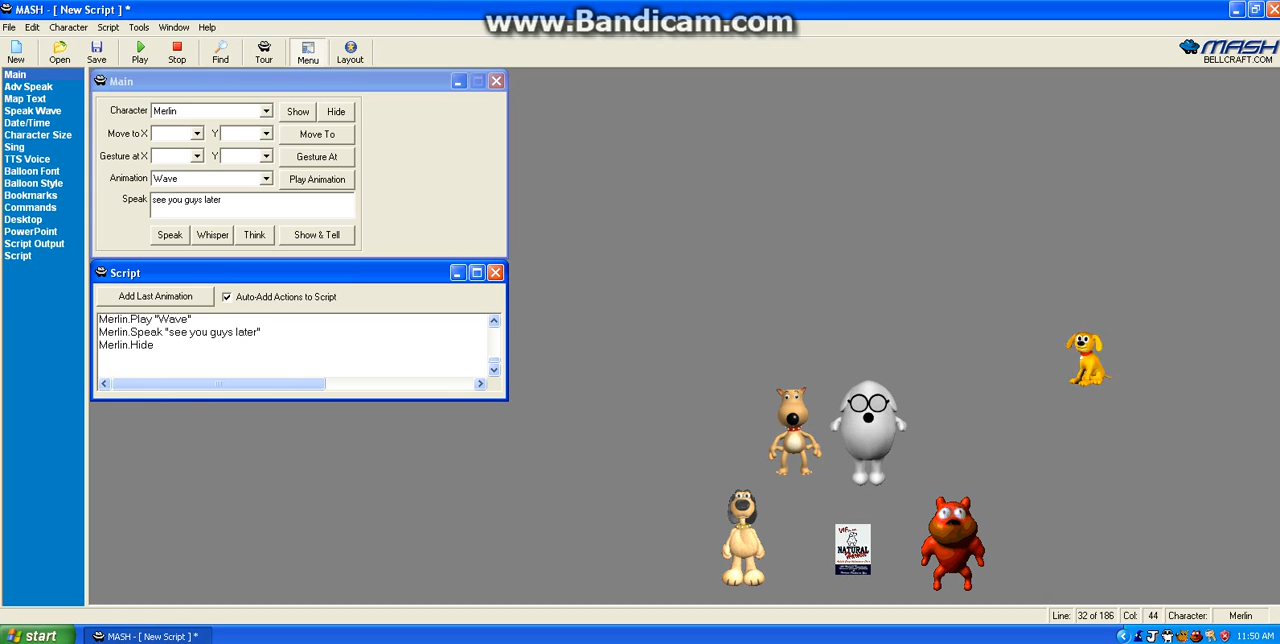 MASH - [ New Script ] *
www.Bandicam.com
File Edit Character Script Tools Window Help
New Open Save Play Stop Find Tour Menu Layout
MASH
BELLCRAFT.COM
Main
Adv Speak
Map Text
Speak Wave
Date/Time
Character Size
Sing
TTS Voice
Balloon Font
Balloon Style
Bookmarks
Commands
Desktop
PowerPoint
Script Output
Script
Main
Character Merlin Show Hide
Move to X Y Move To
Gesture at X Y Gesture At
Animation Wave Play Animation
Speak see you guys later
Speak Whisper Think Show & Tell
Script
Add Last Animation Auto-Add Actions to Script
Merlin.Play "Wave"
Merlin.Speak "see you guys later"
Merlin.Hide
NATURAL
Line: 32 of 186 Col: 44 Character: Merlin
start MASH - [ New Script ] * 11:50 AM